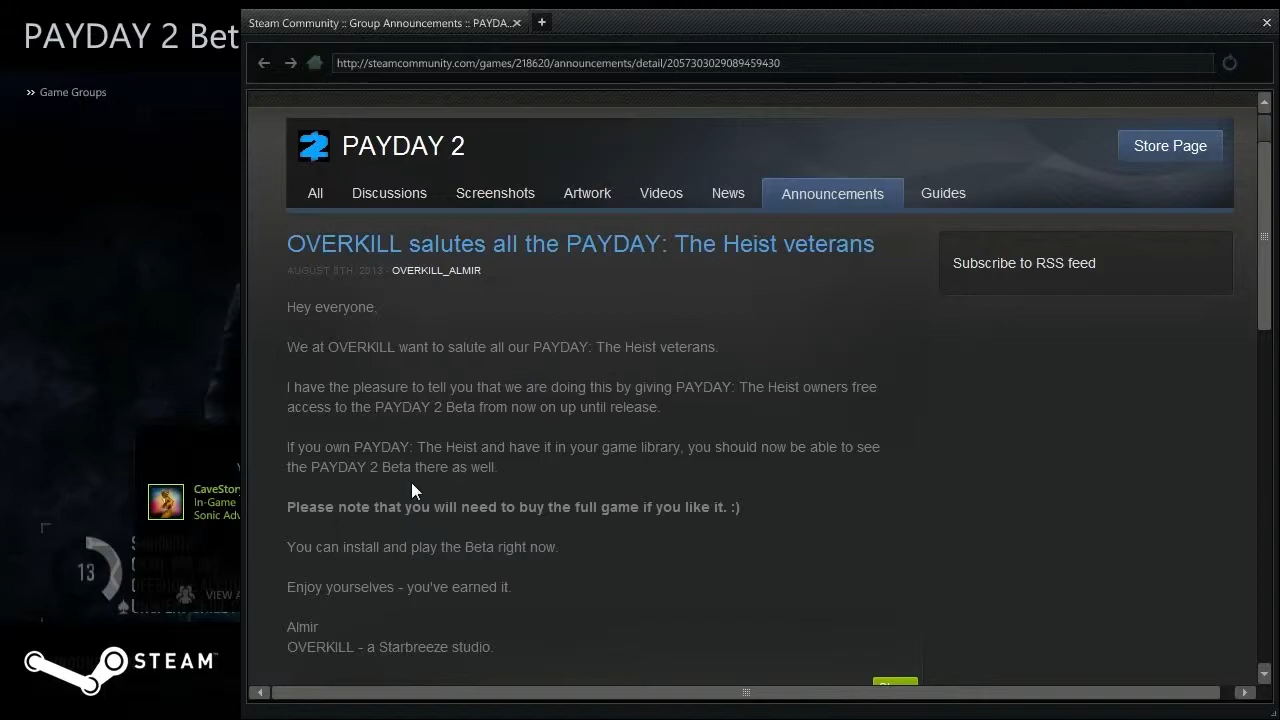 PAYDAY 2 Bet
Steam Community :: Group Announcements :: PAYDA...
http://steamcommunity.com/games/218620/announcements/detail/2057303029089459430
Game Groups
PAYDAY 2
Store Page
All Discussions Screenshots Artwork Videos News Announcements Guides
OVERKILL salutes all the PAYDAY: The Heist veterans
AUGUST 8TH, 2013 - OVERKILL_ALMIR
Subscribe to RSS feed
Hey everyone,
We at OVERKILL want to salute all our PAYDAY: The Heist veterans.
I have the pleasure to tell you that we are doing this by giving PAYDAY: The Heist owners free
access to the PAYDAY 2 Beta from now on up until release.
If you own PAYDAY: The Heist and have it in your game library, you should now be able to see
the PAYDAY 2 Beta there as well.
Please note that you will need to buy the full game if you like it. :)
You can install and play the Beta right now.
Enjoy yourselves - you've earned it.
Almir
OVERKILL - a Starbreeze studio.
CaveStory
In-Game
Sonic Adv
13
VIEW A
STEAM